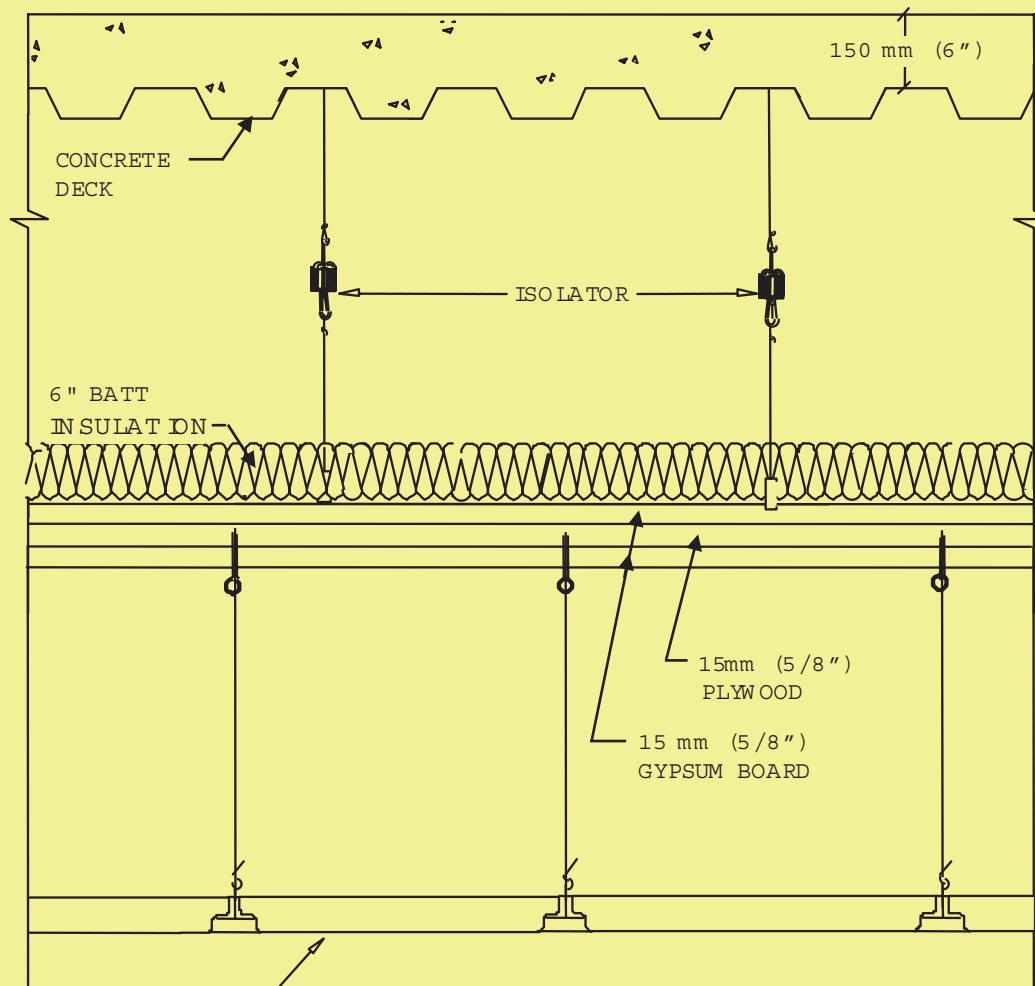 150 mm (6")
CONCRETE
DECK
ISOLATOR
6" BATT
INSULATION
15mm (5/8")
PLYWOOD
15 mm (5/8")
GYPSUM BOARD